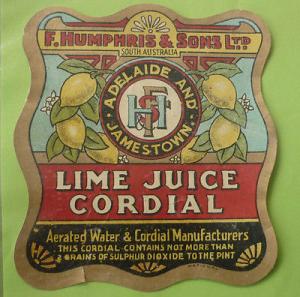 F. HUMPHRIS & SONS LTD
SOUTH AUSTRALIA
ADELAIDE AND
JAMESTOWN
LIME JUICE
CORDIAL
Aerated Water & Cordial Manufacturers
THIS CORDIAL CONTAINS NOT MORE THAN
2 GRAINS OF SULPHUR DIOXIDE TO THE PINT